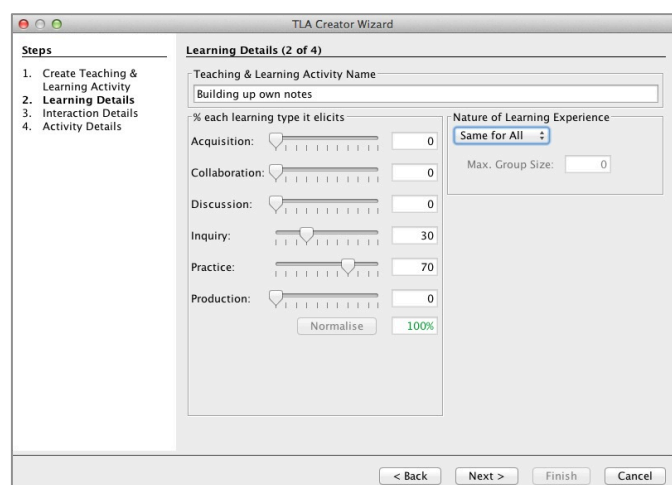 TLA Creator Wizard
Steps
1. Create Teaching &
Learning Activity
2. Learning Details
3. Interaction Details
4. Activity Details
Learning Details (2 of 4)
Teaching & Learning Activity Name
Building up own notes
% each learning type it elicits
Acquisition: 0
Collaboration: 0
Discussion: 0
Inquiry: 30
Practice: 70
Production: 0
Normalise 100%
Nature of Learning Experience
Same for All
Max. Group Size: 0
< Back Next > Finish Cancel